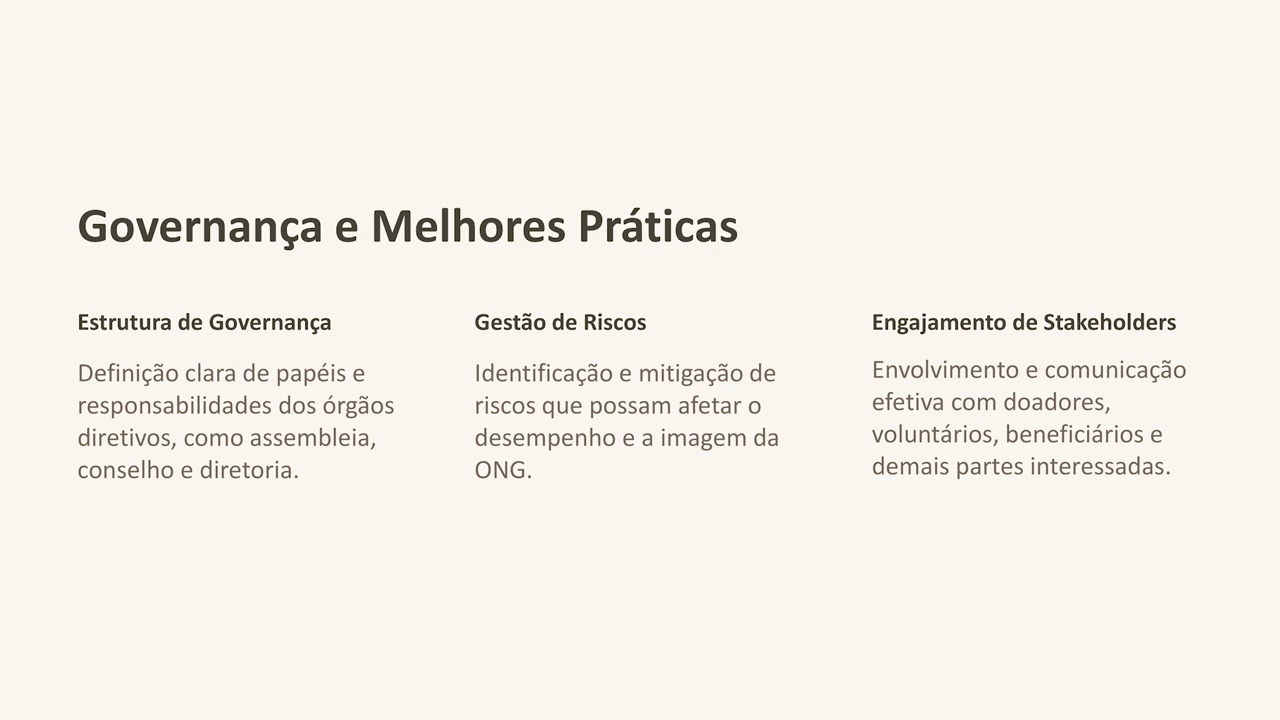 Governança e Melhores Práticas
Estrutura de Governança
Definição clara de papéis e
responsabilidades dos órgãos
diretivos, como assembleia,
conselho e diretoria.
Gestão de Riscos
Identificação e mitigação de
riscos que possam afetar o
desempenho e a imagem da
ONG.
Engajamento de Stakeholders
Envolvimento e comunicação
efetiva com doadores,
voluntários, beneficiários e
demais partes interessadas.